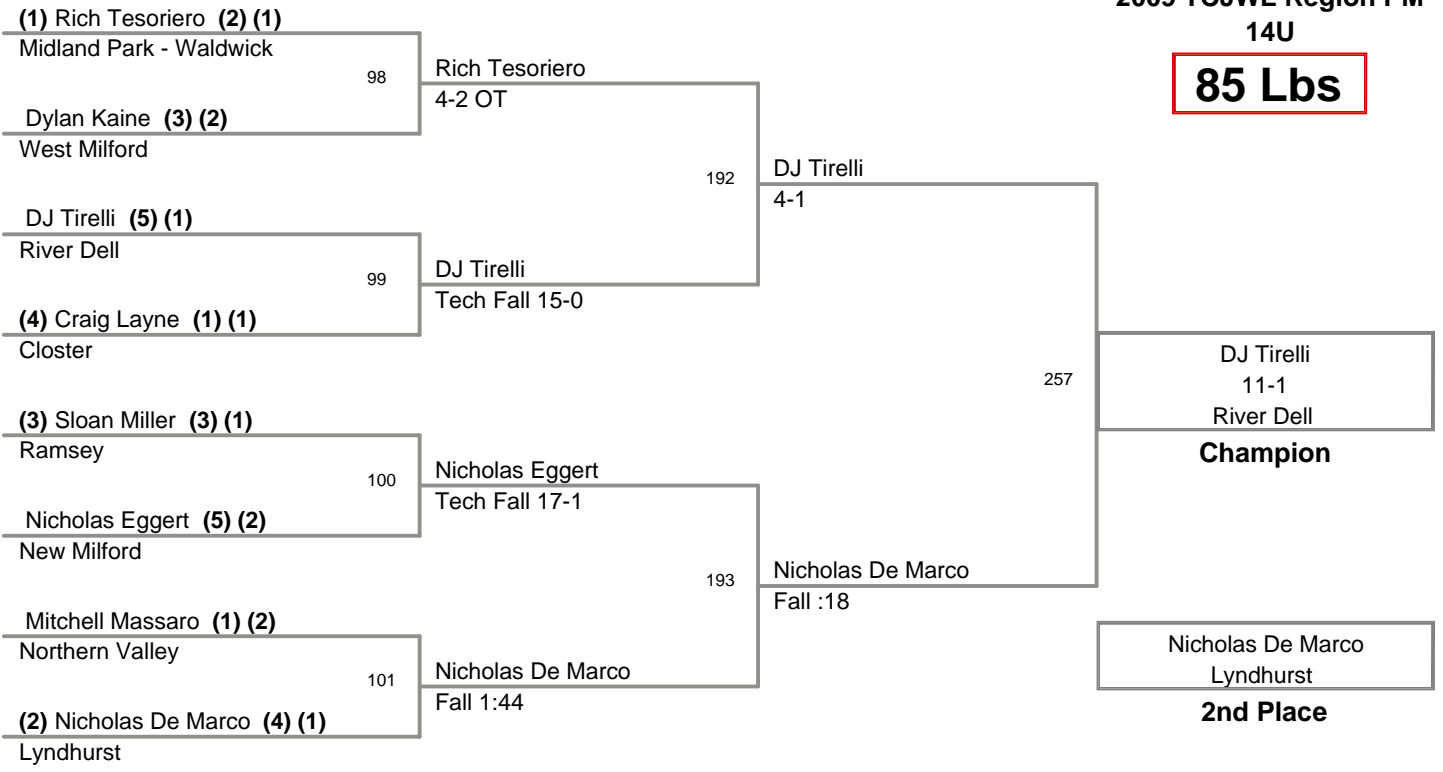 2009 TCJWL Region PM
14U
85 Lbs
(1) Rich Tesoriero (2) (1)
Midland Park - Waldwick
98
Dylan Kaine (3) (2)
West Milford
DJ Tirelli (5) (1)
River Dell
99
(4) Craig Layne (1) (1)
Closter
(3) Sloan Miller (3) (1)
Ramsey
100
Nicholas Eggert (5) (2)
New Milford
Mitchell Massaro (1) (2)
Northern Valley
101
(2) Nicholas De Marco (4) (1)
Lyndhurst
Rich Tesoriero
4-2 OT
192
DJ Tirelli
Tech Fall 15-0
Nicholas Eggert
Tech Fall 17-1
193
Nicholas De Marco
Fall 1:44
DJ Tirelli
4-1
257
Nicholas De Marco
Fall :18
DJ Tirelli
11-1
River Dell
Champion
Nicholas De Marco
Lyndhurst
2nd Place